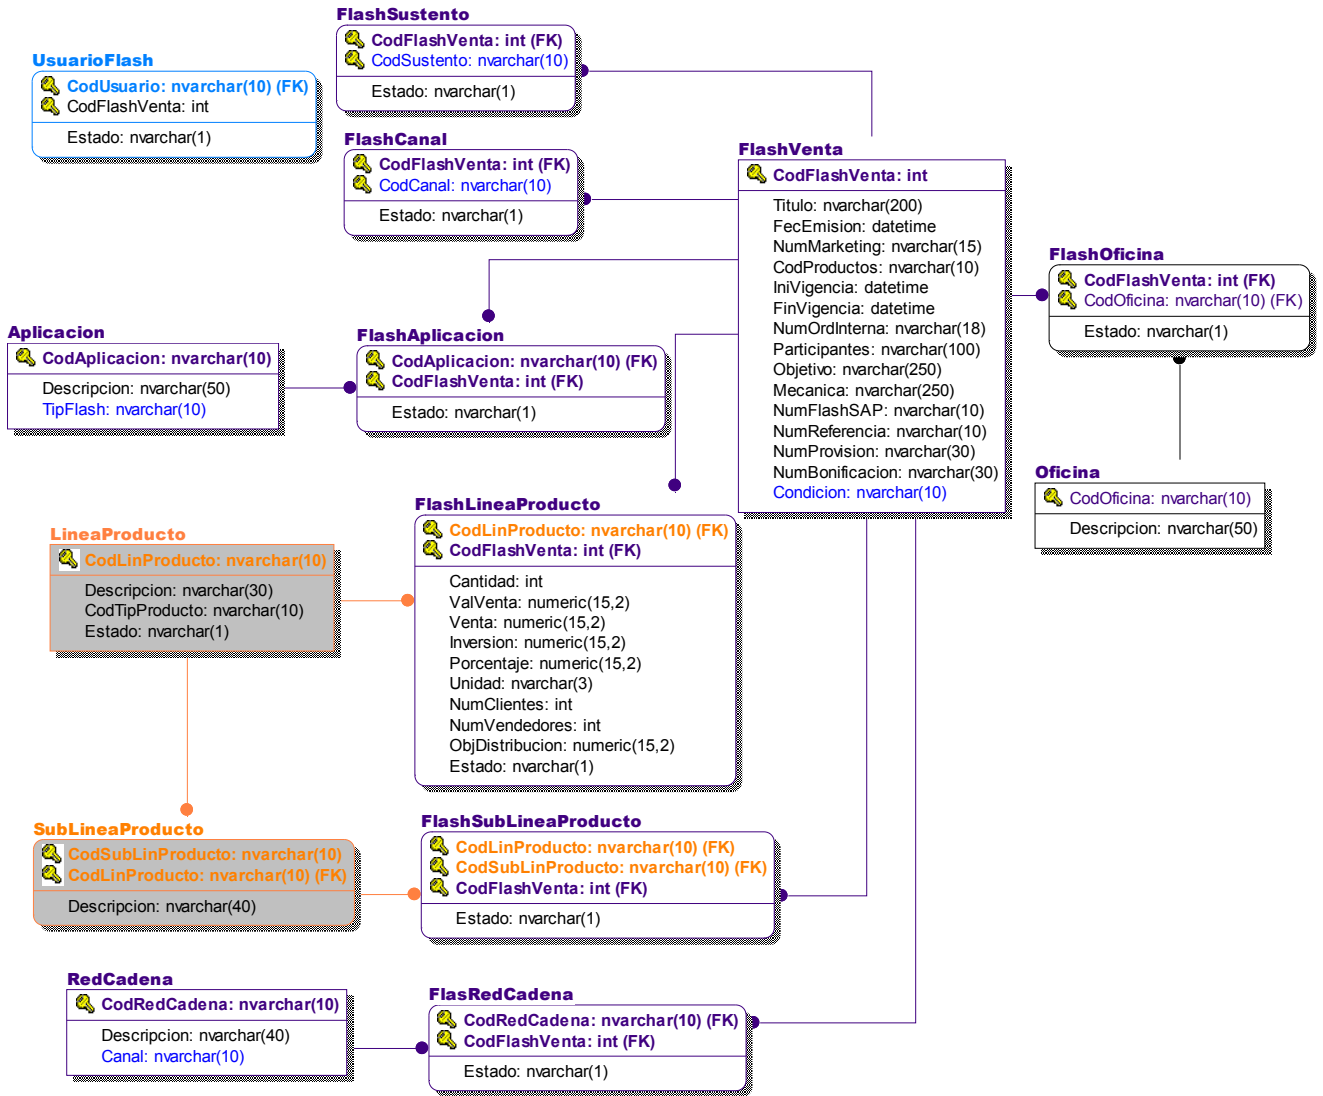 FlashSustento
CodFlashVenta: int (FK)
CodSustento: nvarchar(10)
Estado: nvarchar(1)
UsuarioFlash
CodUsuario: nvarchar(10) (FK)
CodFlashVenta: int
Estado: nvarchar(1)
FlashCanal
CodFlashVenta: int (FK)
CodCanal: nvarchar(10)
Estado: nvarchar(1)
FlashVenta
CodFlashVenta: int
Titulo: nvarchar(200)
FecEmision: datetime
NumMarketing: nvarchar(15)
CodProductos: nvarchar(10)
IniVigencia: datetime
FinVigencia: datetime
NumOrdInterna: nvarchar(18)
Participantes: nvarchar(100)
Objetivo: nvarchar(250)
Mecanica: nvarchar(250)
NumFlashSAP: nvarchar(10)
NumReferencia: nvarchar(10)
NumProvision: nvarchar(30)
NumBonificacion: nvarchar(30)
Condicion: nvarchar(10)
FlashOficina
CodFlashVenta: int (FK)
CodOficina: nvarchar(10) (FK)
Estado: nvarchar(1)
Aplicacion
CodAplicacion: nvarchar(10)
Descripcion: nvarchar(50)
TipFlash: nvarchar(10)
FlashAplicacion
CodAplicacion: nvarchar(10) (FK)
CodFlashVenta: int (FK)
Estado: nvarchar(1)
Oficina
CodOficina: nvarchar(10)
Descripcion: nvarchar(50)
FlashLineaProducto
CodLinProducto: nvarchar(10) (FK)
CodFlashVenta: int (FK)
Cantidad: int
ValVenta: numeric(15,2)
Venta: numeric(15,2)
Inversion: numeric(15,2)
Porcentaje: numeric(15,2)
Unidad: nvarchar(3)
NumClientes: int
NumVendedores: int
ObjDistribucion: numeric(15,2)
Estado: nvarchar(1)
LineaProducto
CodLinProducto: nvarchar(10)
Descripcion: nvarchar(30)
CodTipProducto: nvarchar(10)
Estado: nvarchar(1)
SubLineaProducto
CodSubLinProducto: nvarchar(10)
CodLinProducto: nvarchar(10) (FK)
Descripcion: nvarchar(40)
FlashSubLineaProducto
CodLinProducto: nvarchar(10) (FK)
CodSubLinProducto: nvarchar(10) (FK)
CodFlashVenta: int (FK)
Estado: nvarchar(1)
RedCadena
CodRedCadena: nvarchar(10)
Descripcion: nvarchar(40)
Canal: nvarchar(10)
FlasRedCadena
CodRedCadena: nvarchar(10) (FK)
CodFlashVenta: int (FK)
Estado: nvarchar(1)